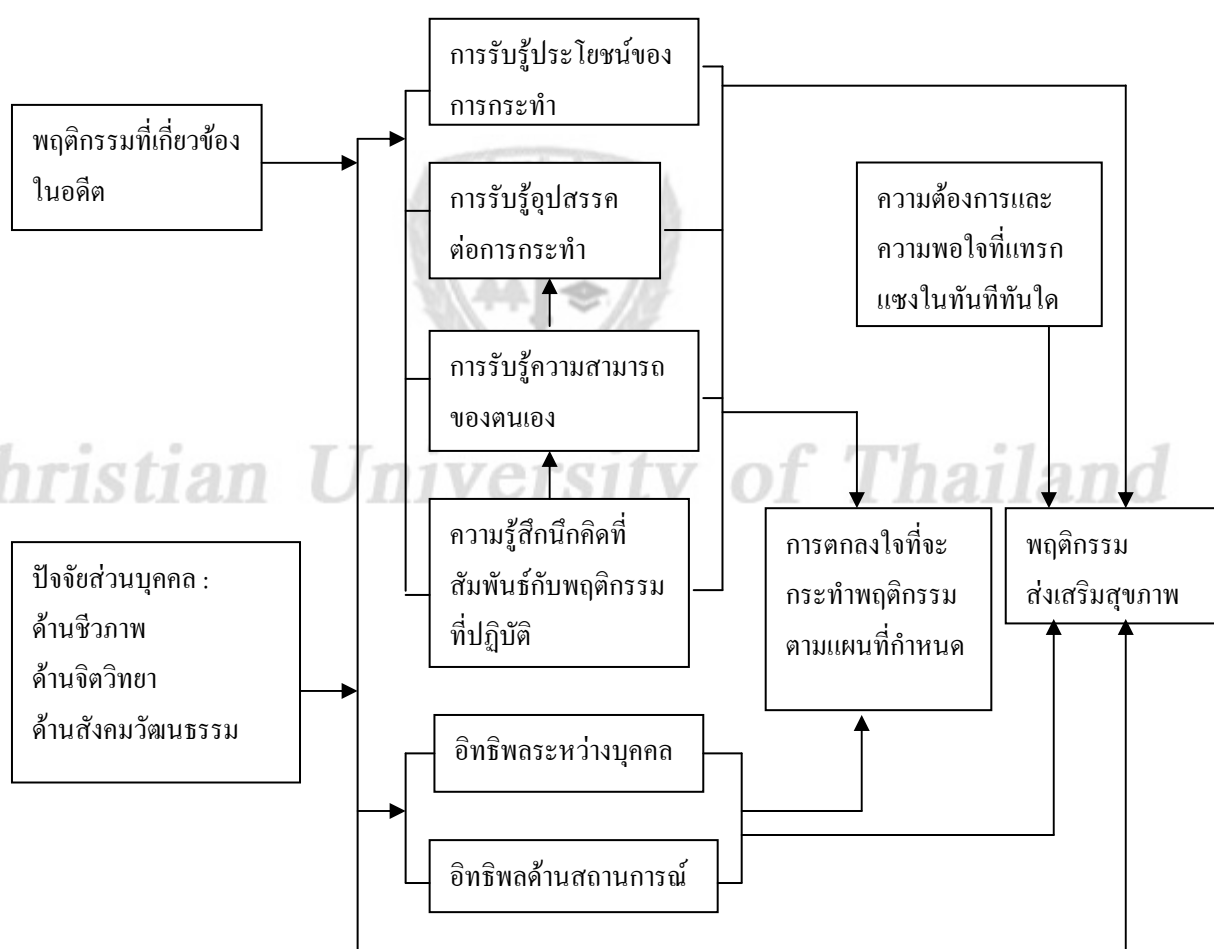 การรับรู้ประโยชน์ของ
การกระทำ
พฤติกรรมที่เกี่ยวข้อง
ในอดีต
การรับรู้อุปสรรค
ต่อการกระทำ
ความต้องการและ
ความพอใจที่แทรก
แซงในทันทีทันใด
การรับรู้ความสามารถ
ของตนเอง
hristian University of Thailand
ปัจจัยส่วนบุคคล :
ด้านชีวภาพ
ด้านจิตวิทยา
ด้านสังคมวัฒนธรรม
ความรู้สึกนึกคิดที่
สัมพันธ์กับพฤติกรรม
ที่ปฏิบัติ
การตกลงใจที่จะ
กระทำพฤติกรรม
ตามแผนที่กำหนด
พฤติกรรม
ส่งเสริมสุขภาพ
อิทธิพลระหว่างบุคคล
อิทธิพลด้านสถานการณ์